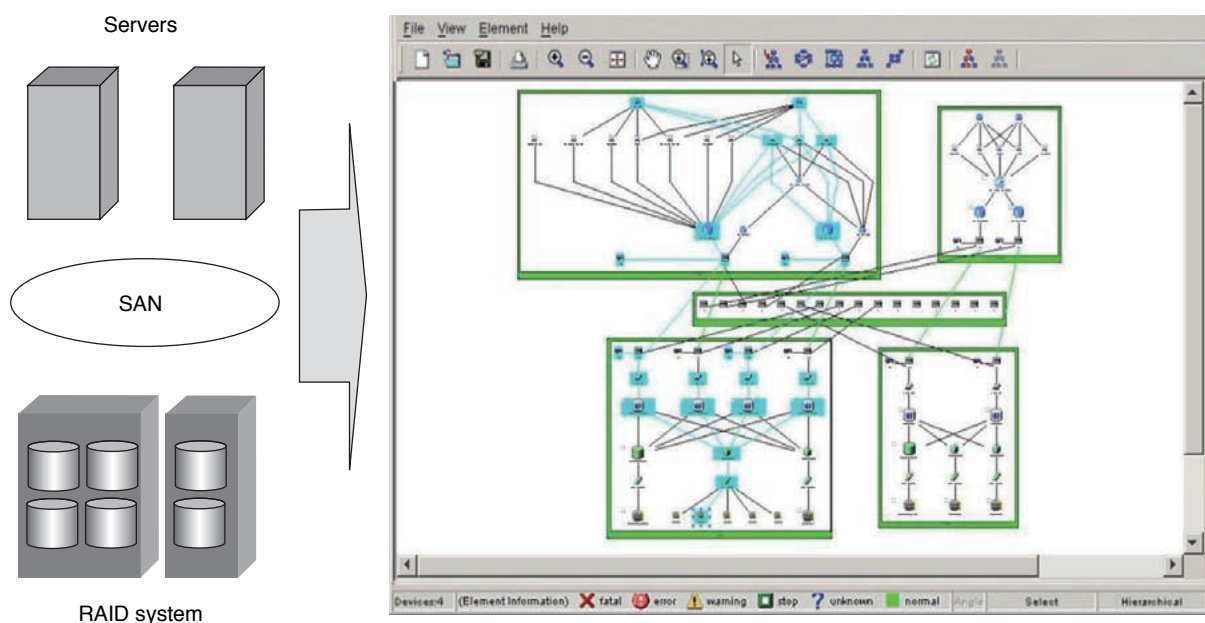 Servers
SAN
RAID system
File View Element Help
Devices:4 (Element Information) fatal error warning stop unknown normal Angle Select Hierarchical